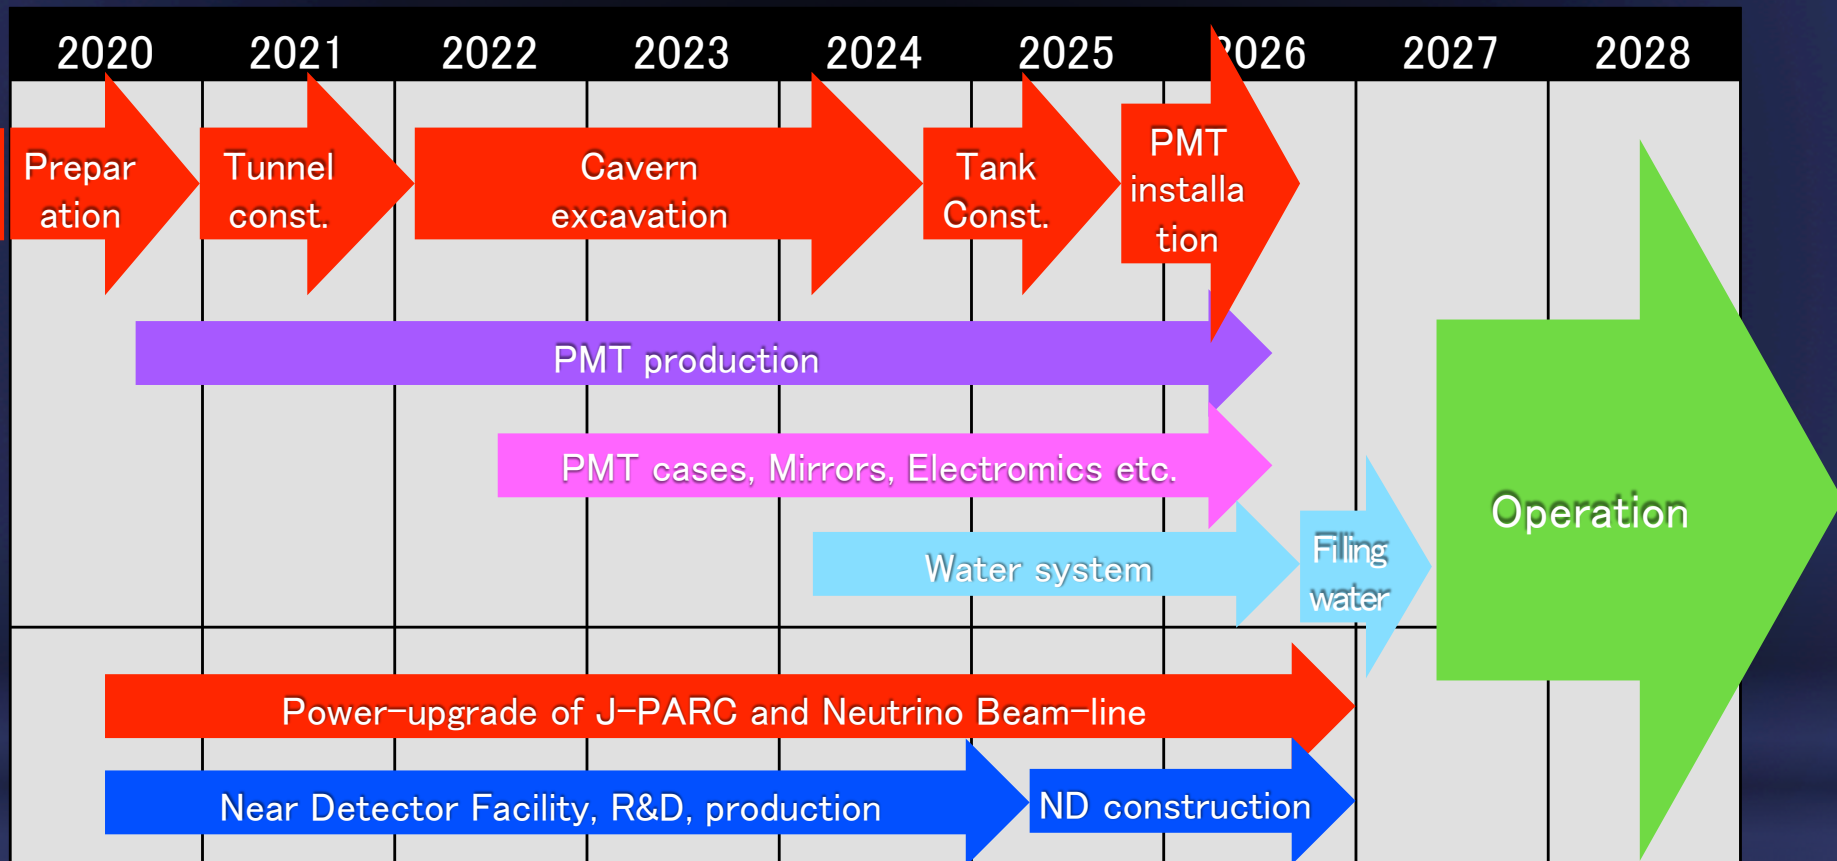 2020 2021 2022 2023 2024 2025 2026 2027 2028
Prepar
ation
Tunnel
const.
Cavern
excavation
Tank
Const.
PMT
installa
tion
PMT production
PMT cases, Mirrors, Electromics etc.
Water system
Filling
water
Operation
Power-upgrade of J-PARC and Neutrino Beam-line
Near Detector Facility, R&D, production
ND construction